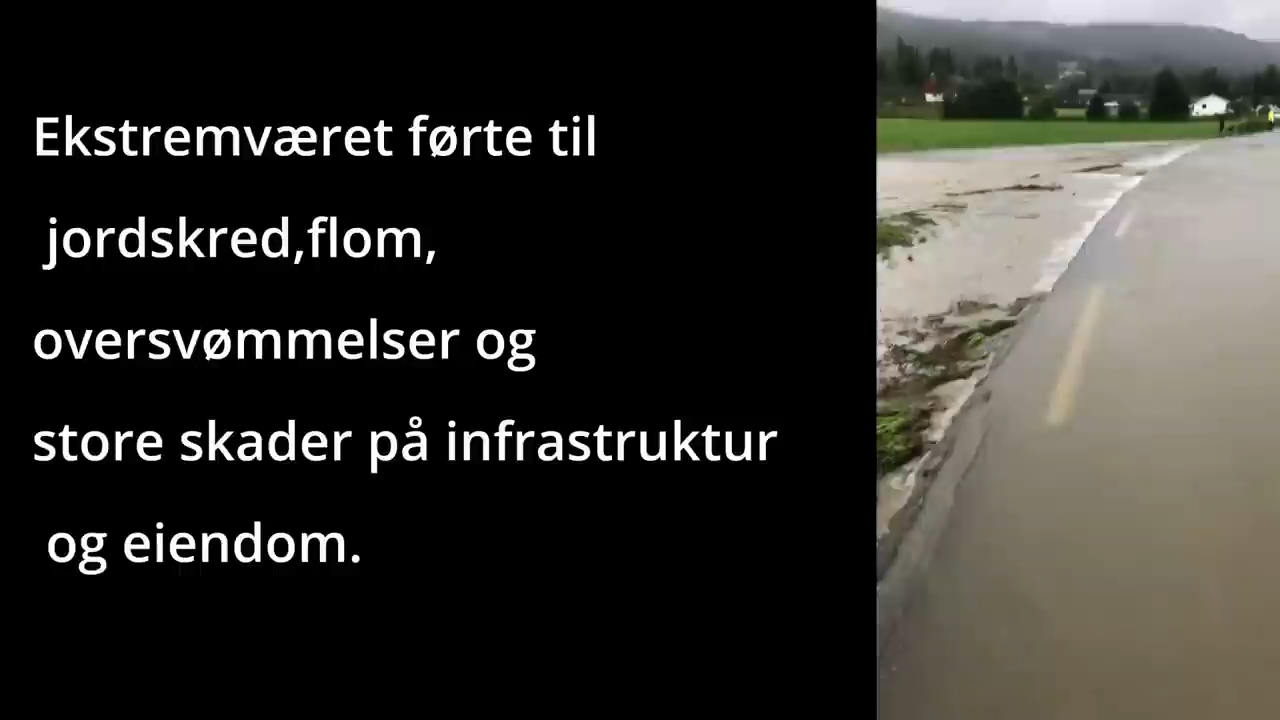 Ekstremværet førte til
jordskred,flom,
oversvømmelser og
store skader på infrastruktur
og eiendom.